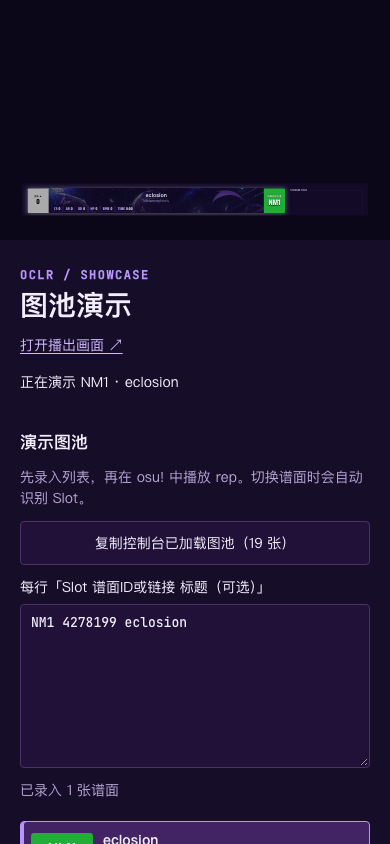 0
eclosion
NM1
OCLR / SHOWCASE
图池演示
打开播出画面 ↗
正在演示 NM1 · eclosion
演示图池
先录入列表，再在 osu! 中播放 rep。切换谱面时会自动
识别 Slot。
复制控制台已加载图池（19 张）
每行「Slot 谱面ID或链接 标题（可选）」
NM1 4278199 eclosion
已录入 1 张谱面
eclosion
NM1